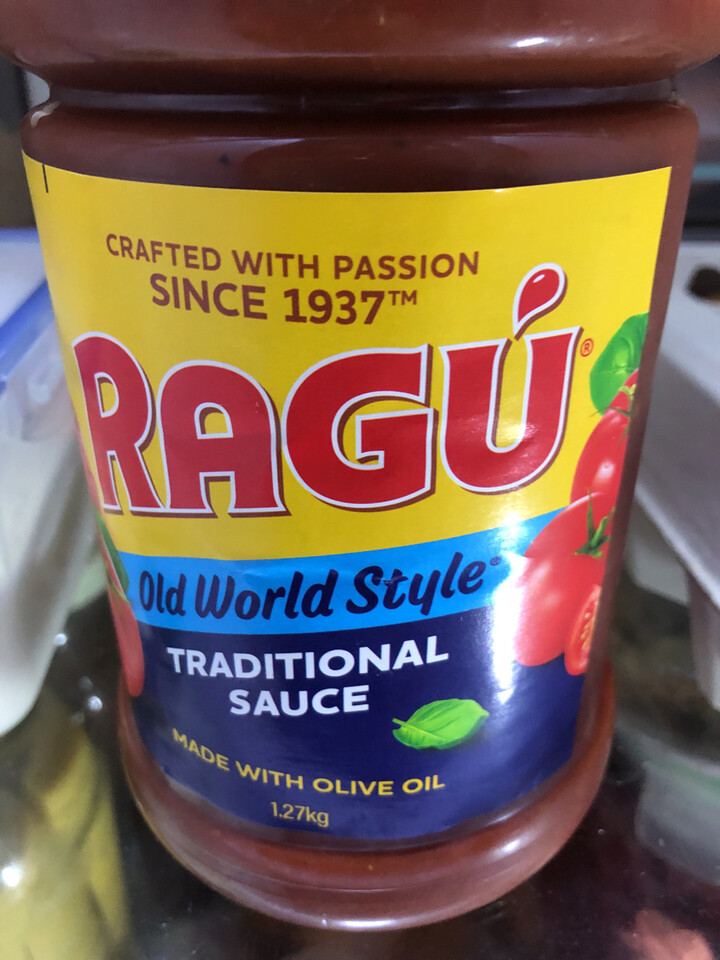 CRAFTED WITH PASSION
SINCE 1937™
RAGÚ®
Old World Style®
TRADITIONAL
SAUCE
MADE WITH OLIVE OIL
1.27kg